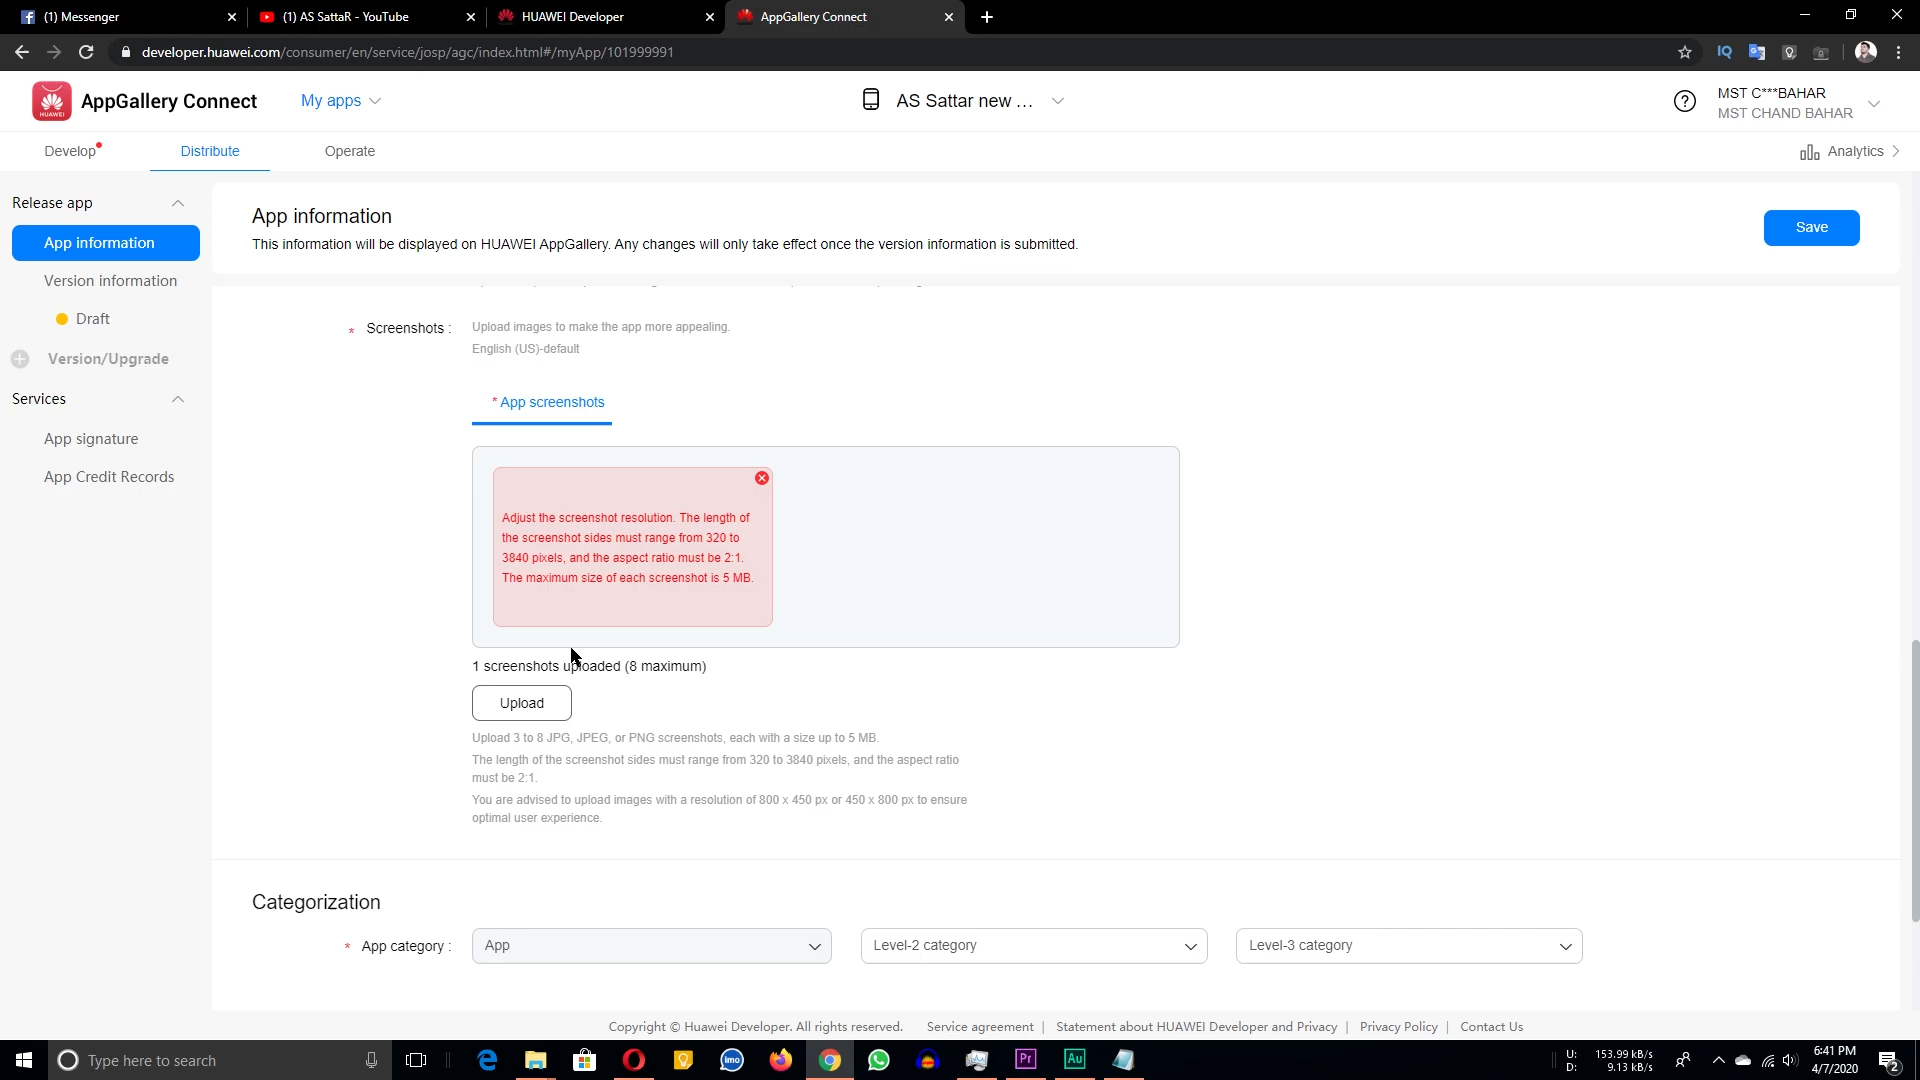 (1) Messenger
(1) AS SattaR - YouTube
HUAWEI Developer
AppGallery Connect
developer.huawei.com/consumer/en/service/josp/agc/index.html#/myApp/101999991
IQ
HUAWEI
AppGallery Connect
My apps
AS Sattar new ...
MST C***BAHAR
MST CHAND BAHAR
Develop
Distribute
Operate
Analytics
Release app
App information
Version information
Draft
Version/Upgrade
Services
App signature
App Credit Records
App information
This information will be displayed on HUAWEI AppGallery. Any changes will only take effect once the version information is submitted.
Save
* Screenshots :
Upload images to make the app more appealing.
English (US)-default
* App screenshots
Adjust the screenshot resolution. The length of
the screenshot sides must range from 320 to
3840 pixels, and the aspect ratio must be 2:1.
The maximum size of each screenshot is 5 MB.
1 screenshots uploaded (8 maximum)
Upload
Upload 3 to 8 JPG, JPEG, or PNG screenshots, each with a size up to 5 MB.
The length of the screenshot sides must range from 320 to 3840 pixels, and the aspect ratio
must be 2:1.
You are advised to upload images with a resolution of 800 x 450 px or 450 x 800 px to ensure
optimal user experience.
Categorization
* App category :
App
Level-2 category
Level-3 category
Copyright © Huawei Developer. All rights reserved.
Service agreement |
Statement about HUAWEI Developer and Privacy |
Privacy Policy |
Contact Us
Type here to search
imo
Pr
Au
U: 153.99 kB/s
D: 9.13 kB/s
6:41 PM
4/7/2020
2